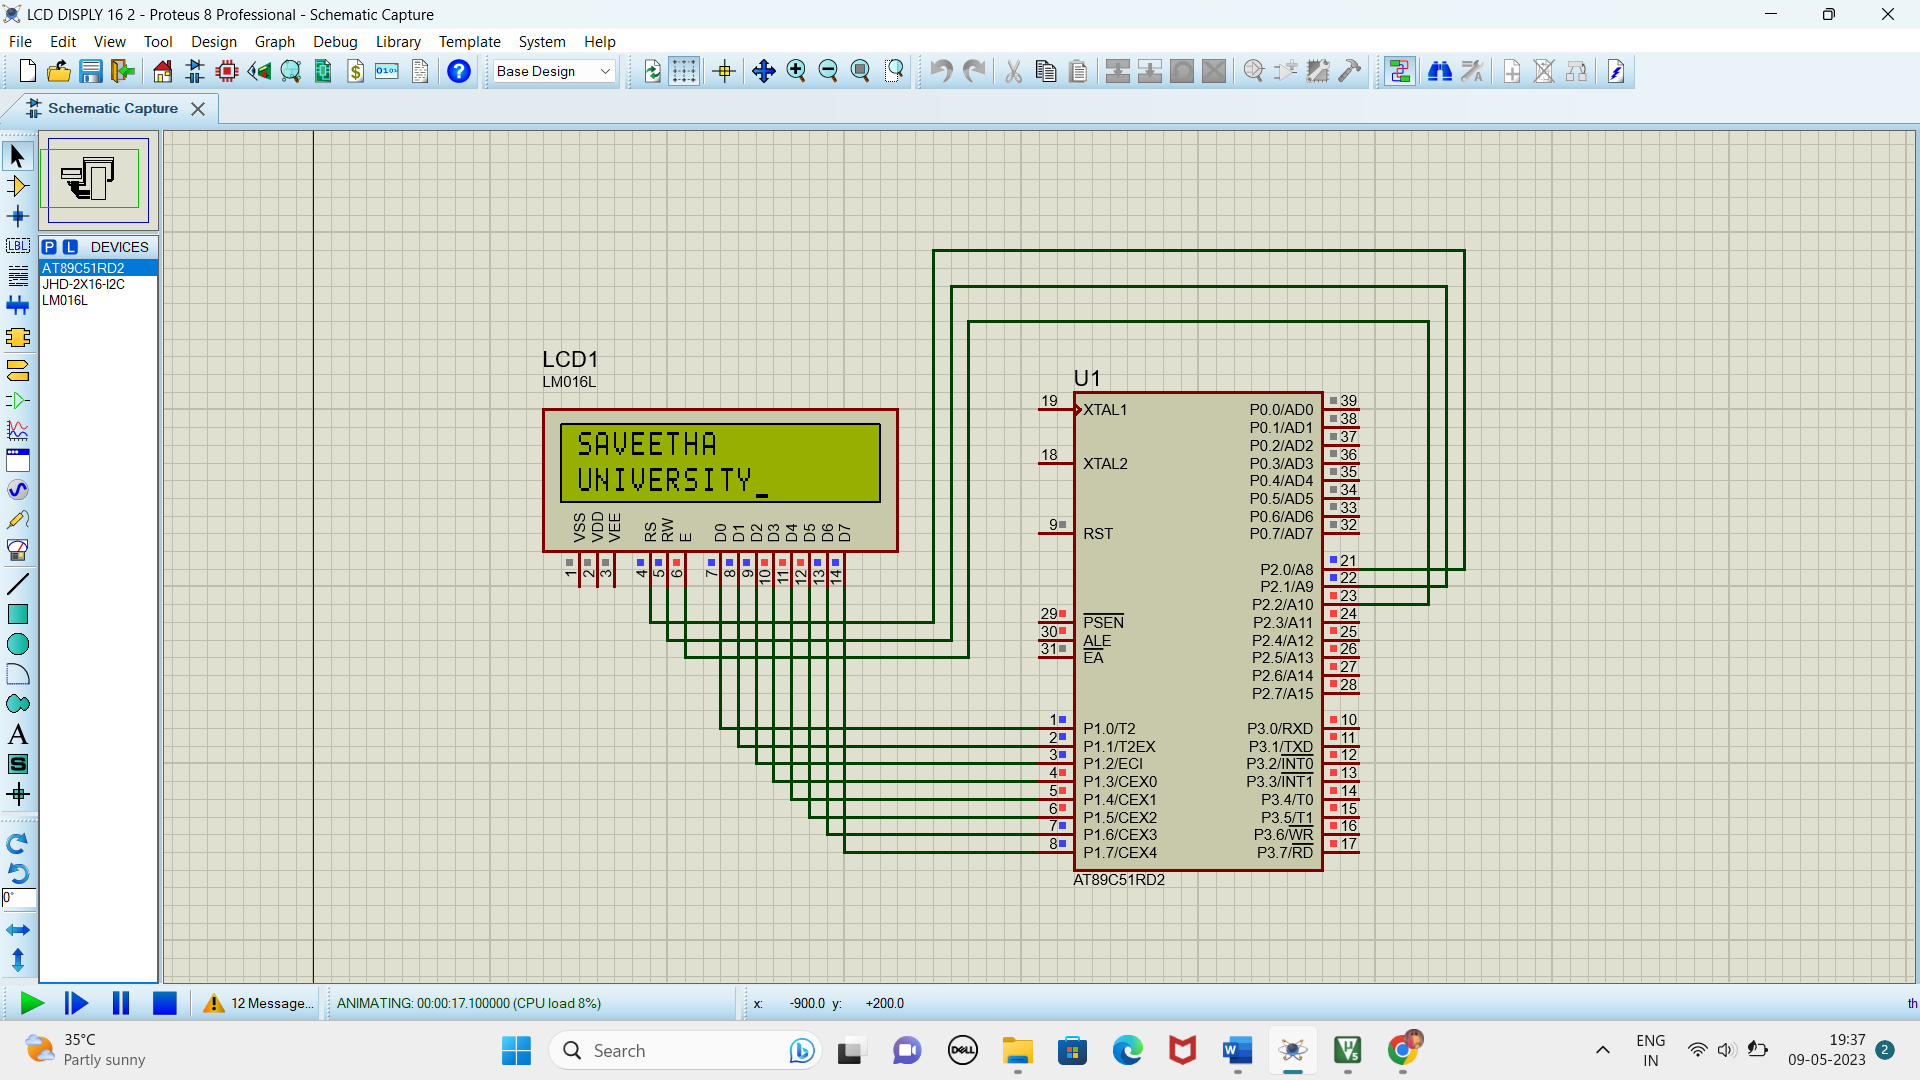 LCD DISPLY 16 2 - Proteus 8 Professional - Schematic Capture
File Edit View Tool Design Graph Debug Library Template System Help
Base Design
Schematic Capture
P L DEVICES
AT89C51RD2
JHD-2X16-I2C
LM016L
LBL
A
S
0°
LCD1
LM016L
SAVEETHA
UNIVERSITY_
VSS VDD VEE RS RW E D0 D1 D2 D3 D4 D5 D6 D7
1 2 3 4 5 6 7 8 9 10 11 12 13 14
U1
19 XTAL1
18 XTAL2
9 RST
29 PSEN
30 ALE
31 EA
1 P1.0/T2
2 P1.1/T2EX
3 P1.2/ECI
4 P1.3/CEX0
5 P1.4/CEX1
6 P1.5/CEX2
7 P1.6/CEX3
8 P1.7/CEX4
P0.0/AD0 39
P0.1/AD1 38
P0.2/AD2 37
P0.3/AD3 36
P0.4/AD4 35
P0.5/AD5 34
P0.6/AD6 33
P0.7/AD7 32
P2.0/A8 21
P2.1/A9 22
P2.2/A10 23
P2.3/A11 24
P2.4/A12 25
P2.5/A13 26
P2.6/A14 27
P2.7/A15 28
P3.0/RXD 10
P3.1/TXD 11
P3.2/INT0 12
P3.3/INT1 13
P3.4/T0 14
P3.5/T1 15
P3.6/WR 16
P3.7/RD 17
AT89C51RD2
12 Message... ANIMATING: 00:00:17.100000 (CPU load 8%) x: -900.0 y: +200.0 th
35°C
Partly sunny
Search
DELL
W
ENG
IN
19:37
09-05-2023
2